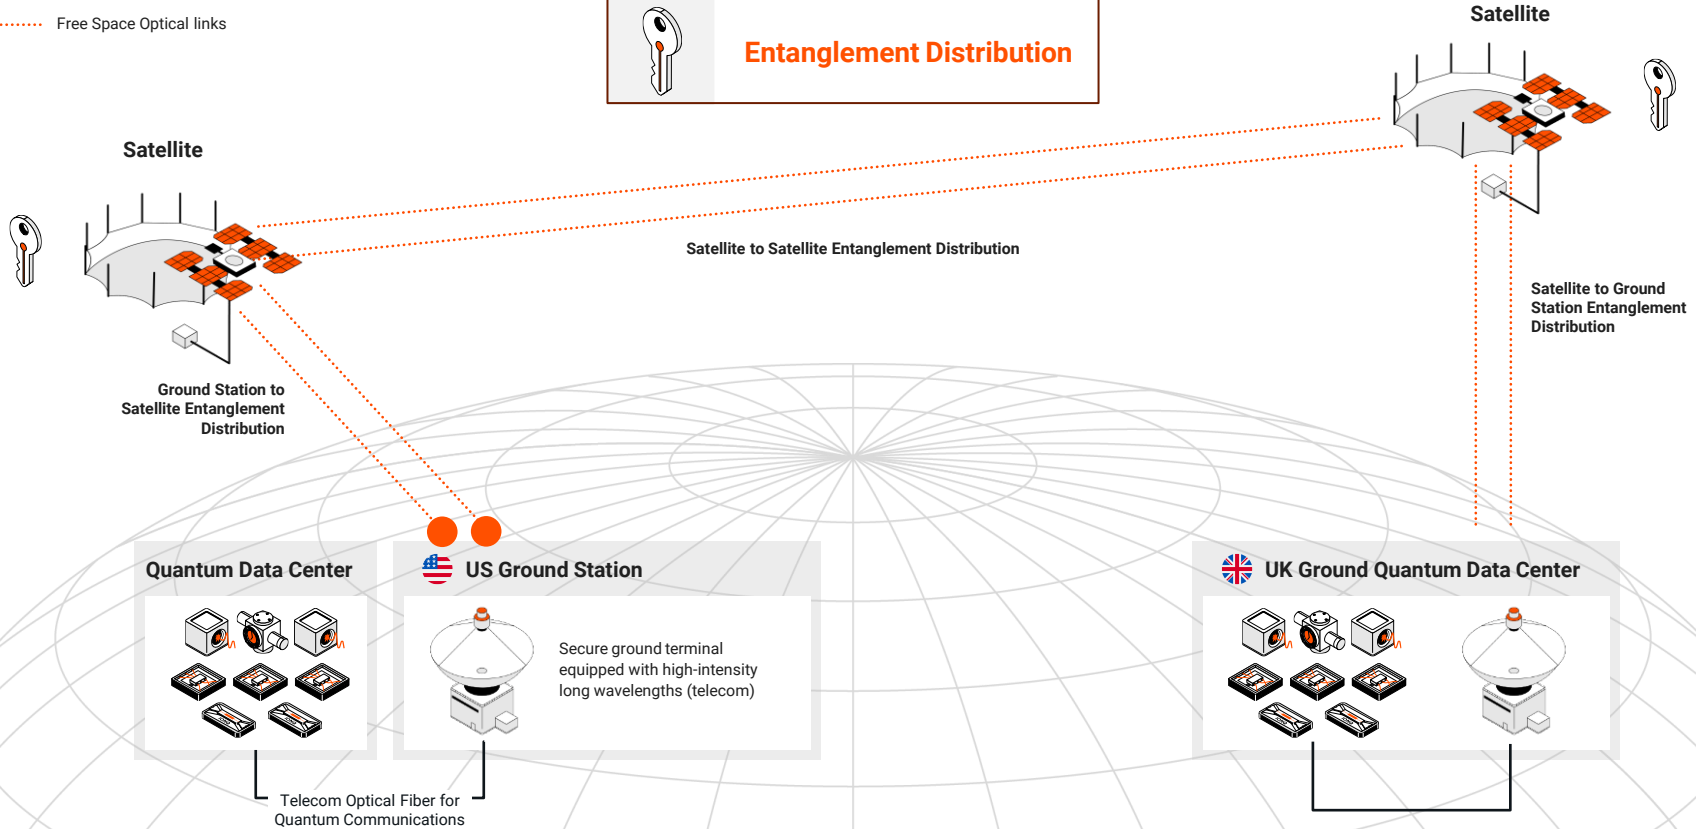 Free Space Optical links
Entanglement Distribution
Satellite
Satellite
Satellite to Satellite Entanglement Distribution
Satellite to Ground
Station Entanglement
Distribution
Ground Station to
Satellite Entanglement
Distribution
Quantum Data Center
US Ground Station
Secure ground terminal
equipped with high-intensity
long wavelengths (telecom)
UK Ground Quantum Data Center
Telecom Optical Fiber for
Quantum Communications